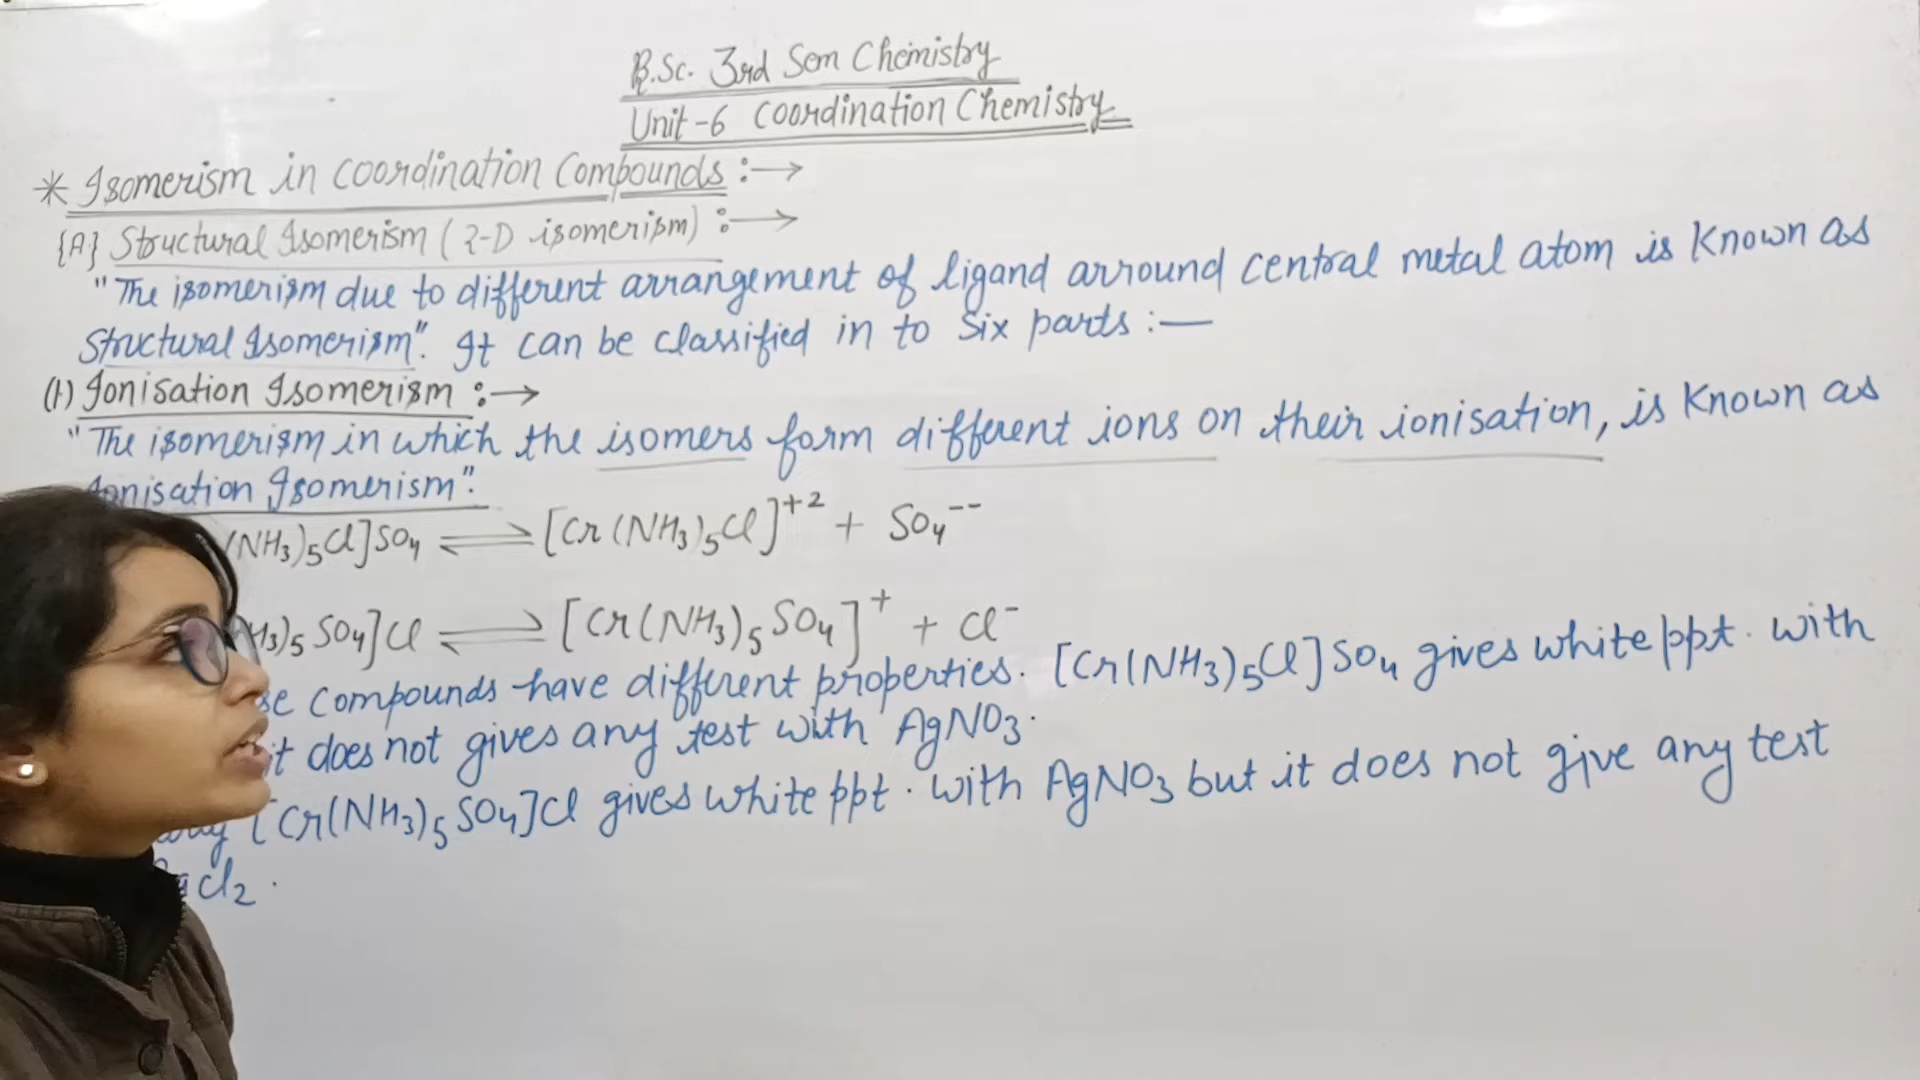 B.Sc. 3rd Sem Chemistry
Unit-6 Coordination Chemistry
* Isomerism in Coordination Compounds :→
{A} Structural Isomerism (2-D isomerism) :→
"The isomerism due to different arrangement of ligand arround central metal atom is Known as
Structural Isomerism". It can be classified in to Six parts :—
(1) Ionisation Isomerism :→
"The isomerism in which the isomers form different ions on their ionisation, is Known as
Ionisation Isomerism".
(NH3)5Cl]SO4 ⇌ [Cr(NH3)5Cl]+2 + SO4--
H3)5 SO4]Cl ⇌ [Cr(NH3)5SO4]+ + Cl-
se compounds have different properties. [Cr(NH3)5Cl]SO4 gives white ppt. with
it does not gives any test with AgNO3.
[Cr(NH3)5SO4]Cl gives white ppt. with AgNO3 but it does not give any test
aCl2.